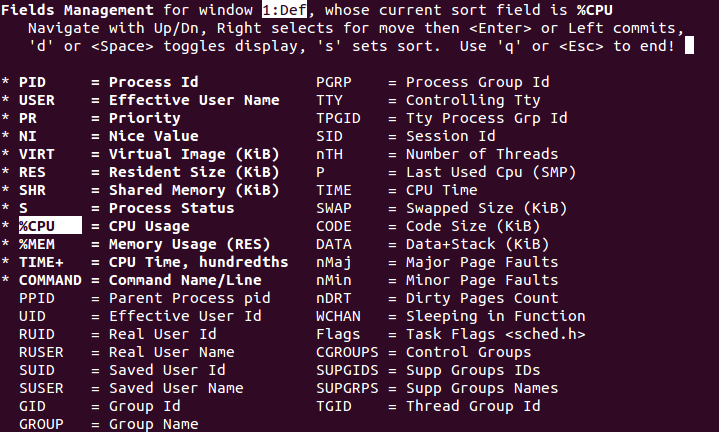 Fields Management for window 1:Def, whose current sort field is %CPU
Navigate with Up/Dn, Right selects for move then <Enter> or Left commits,
'd' or <Space> toggles display, 's' sets sort. Use 'q' or <Esc> to end!
* PID = Process Id PGRP = Process Group Id
* USER = Effective User Name TTY = Controlling Tty
* PR = Priority TPGID = Tty Process Grp Id
* NI = Nice Value SID = Session Id
* VIRT = Virtual Image (KiB) nTH = Number of Threads
* RES = Resident Size (KiB) P = Last Used Cpu (SMP)
* SHR = Shared Memory (KiB) TIME = CPU Time
* S = Process Status SWAP = Swapped Size (KiB)
* %CPU = CPU Usage CODE = Code Size (KiB)
* %MEM = Memory Usage (RES) DATA = Data+Stack (KiB)
* TIME+ = CPU Time, hundredths nMaj = Major Page Faults
* COMMAND = Command Name/Line nMin = Minor Page Faults
PPID = Parent Process pid nDRT = Dirty Pages Count
UID = Effective User Id WCHAN = Sleeping in Function
RUID = Real User Id Flags = Task Flags <sched.h>
RUSER = Real User Name CGROUPS = Control Groups
SUID = Saved User Id SUPGIDS = Supp Groups IDs
SUSER = Saved User Name SUPGRPS = Supp Groups Names
GID = Group Id TGID = Thread Group Id
GROUP = Group Name